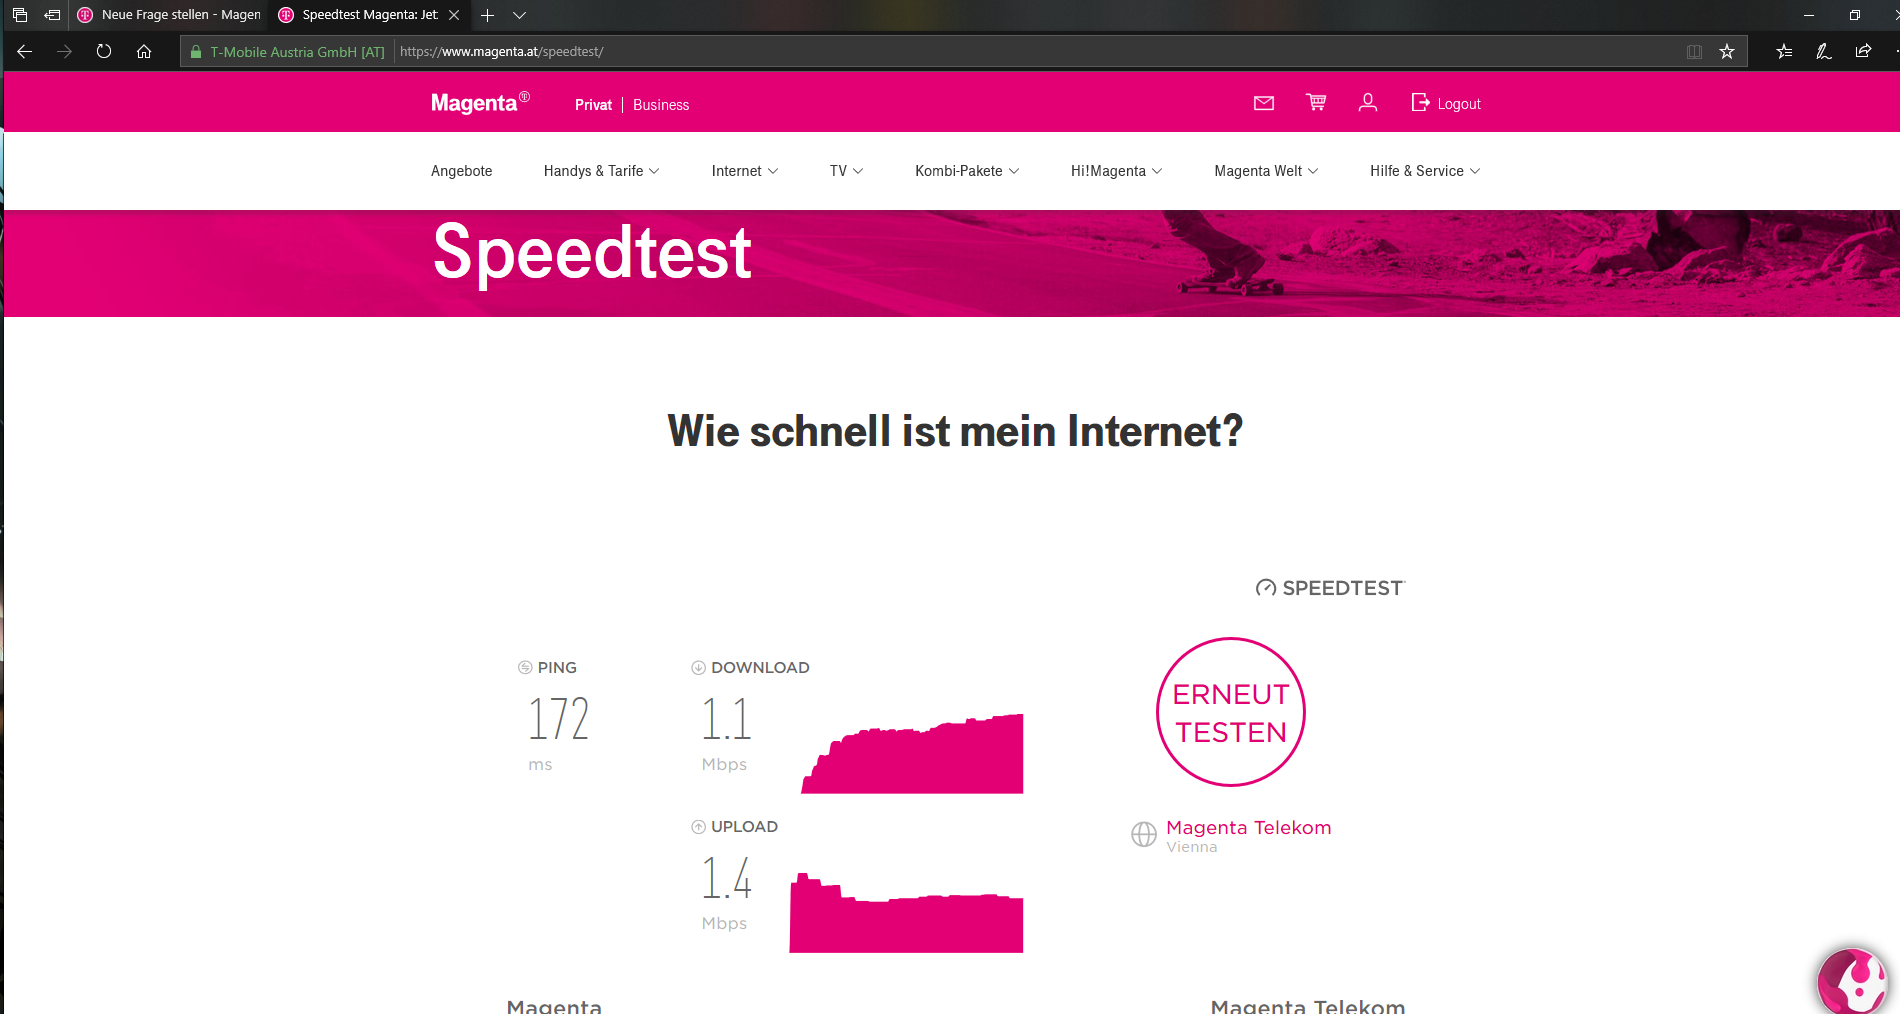 Neue Frage stellen - Magen
Speedtest Magenta: Jet
T-Mobile Austria GmbH [AT]
https://www.magenta.at/speedtest/
Magenta
Privat | Business
Logout
Angebote
Handys & Tarife
Internet
TV
Kombi-Pakete
Hi!Magenta
Magenta Welt
Hilfe & Service
Speedtest
Wie schnell ist mein Internet?
SPEEDTEST
PING
172
ms
DOWNLOAD
1.1
Mbps
UPLOAD
1.4
Mbps
ERNEUT
TESTEN
Magenta Telekom
Vienna
Magenta
Magenta Telekom